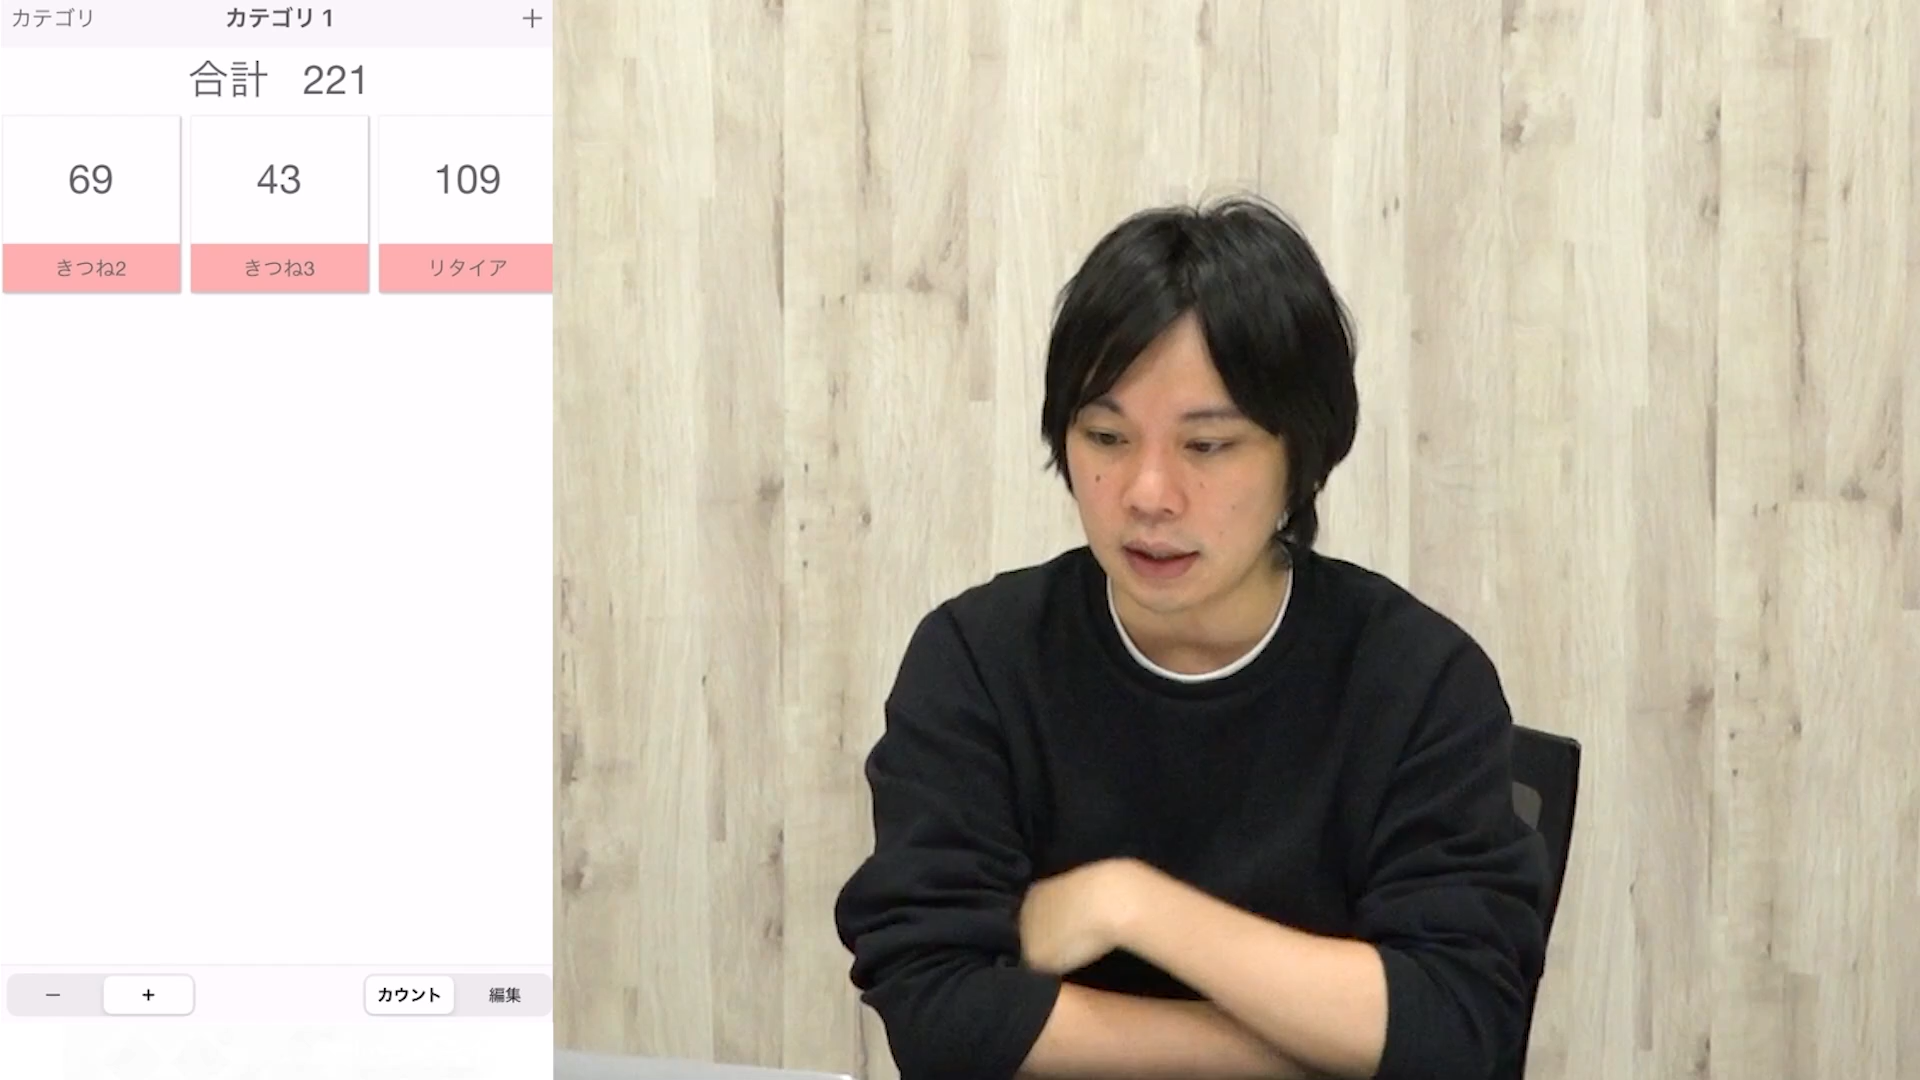 カテゴリ カテゴリ 1 +
合計 221
69 43 109
きつね2 きつね3 リタイア
− + カウント 編集